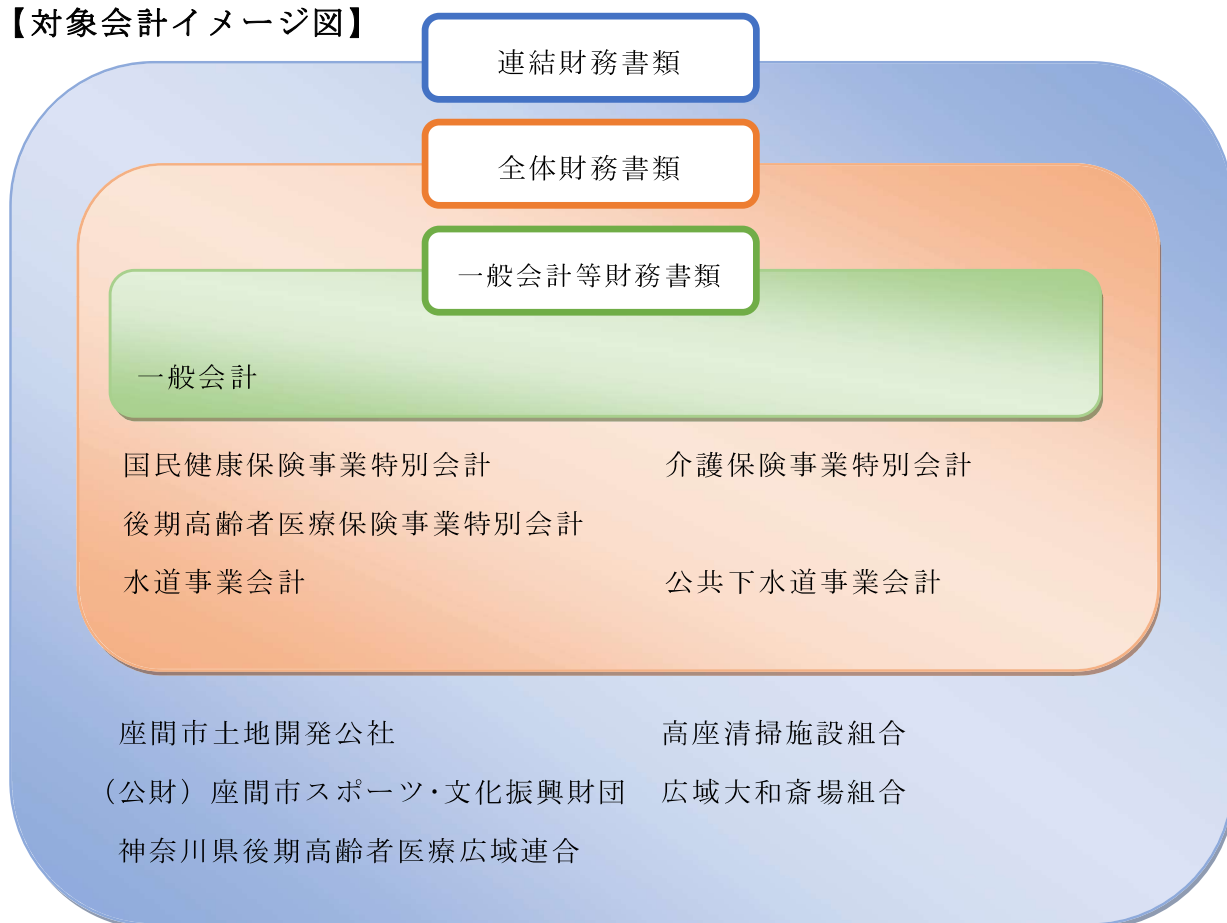 【対象会計イメージ図】
連結財務書類
全体財務書類
一般会計等財務書類
一般会計
国民健康保険事業特別会計 介護保険事業特別会計
後期高齢者医療保険事業特別会計
水道事業会計 公共下水道事業会計
座間市土地開発公社 高座清掃施設組合
（公財）座間市スポーツ・文化振興財団 広域大和斎場組合
神奈川県後期高齢者医療広域連合